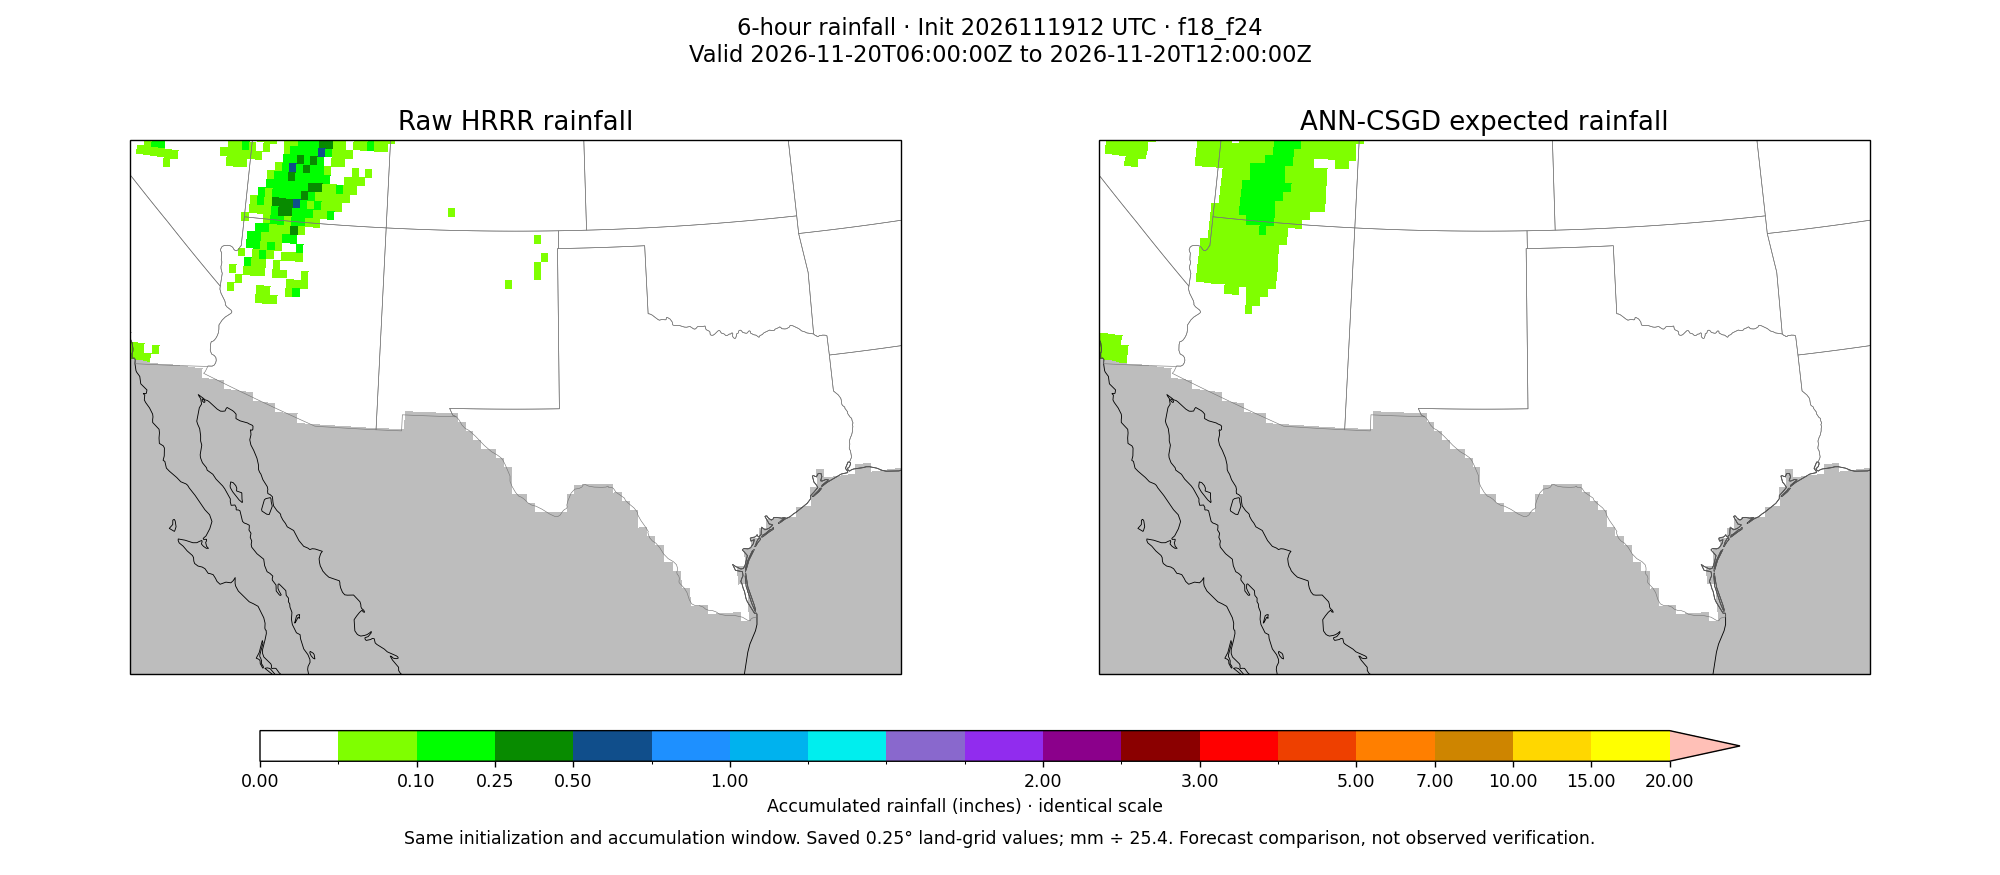 6-hour rainfall · Init 2026111912 UTC · f18_f24
Valid 2026-11-20T06:00:00Z to 2026-11-20T12:00:00Z
Raw HRRR rainfall
ANN-CSGD expected rainfall
0.00 0.10 0.25 0.50 1.00 2.00 3.00 5.00 7.00 10.00 15.00 20.00
Accumulated rainfall (inches) · identical scale
Same initialization and accumulation window. Saved 0.25° land-grid values; mm ÷ 25.4. Forecast comparison, not observed verification.